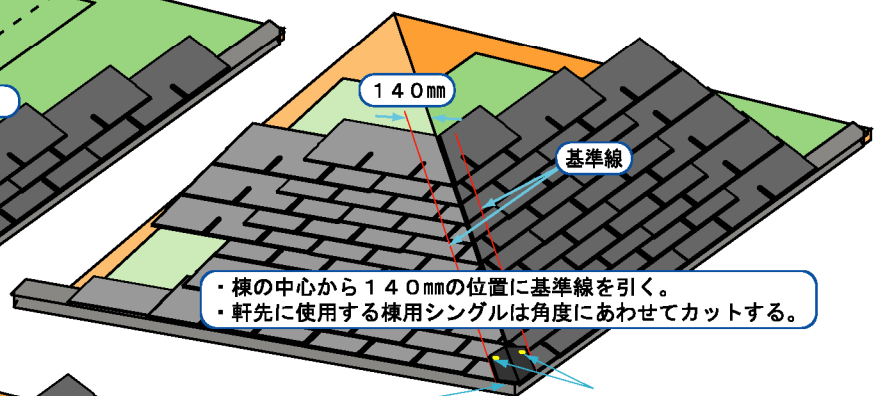 １４０㎜
基準線
・棟の中心から１４０㎜の位置に基準線を引く。
・軒先に使用する棟用シングルは角度にあわせてカットする。